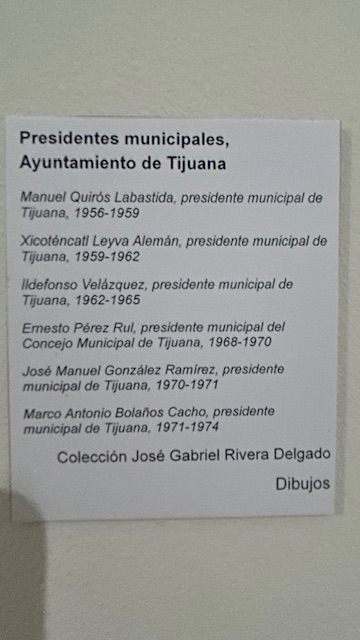 Presidentes municipales,
Ayuntamiento de Tijuana
Manuel Quirós Labastida, presidente municipal de
Tijuana, 1956-1959
Xicoténcatl Leyva Alemán, presidente municipal de
Tijuana, 1959-1962
Ildefonso Velázquez, presidente municipal de
Tijuana, 1962-1965
Ernesto Pérez Rul, presidente municipal del
Concejo Municipal de Tijuana, 1968-1970
José Manuel González Ramírez, presidente
municipal de Tijuana, 1970-1971
Marco Antonio Bolaños Cacho, presidente
municipal de Tijuana, 1971-1974
Colección José Gabriel Rivera Delgado
Dibujos